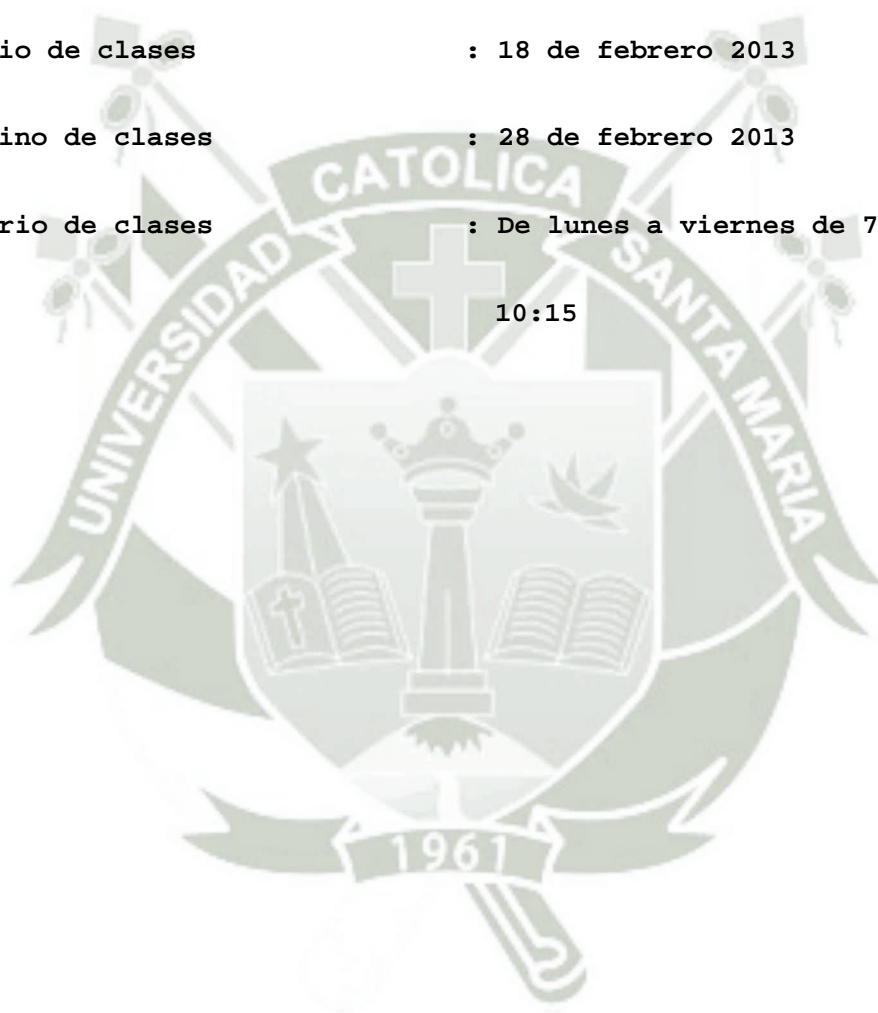 io de clases : 18 de febrero 2013
ino de clases : 28 de febrero 2013
rio de clases : De lunes a viernes de 7
10:15
UNIVERSIDAD CATOLICA SANTA MARIA
1961